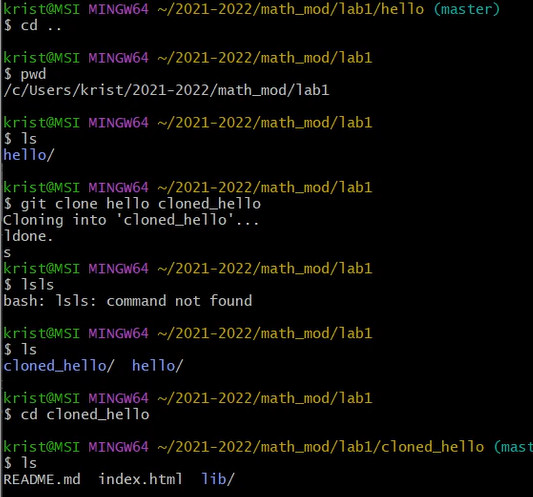 krist@MSI MINGW64 ~/2021-2022/math_mod/lab1/hello (master)
$ cd ..
krist@MSI MINGW64 ~/2021-2022/math_mod/lab1
$ pwd
/c/Users/krist/2021-2022/math_mod/lab1
krist@MSI MINGW64 ~/2021-2022/math_mod/lab1
$ ls
hello/
krist@MSI MINGW64 ~/2021-2022/math_mod/lab1
$ git clone hello cloned_hello
Cloning into 'cloned_hello'...
ldone.
s
krist@MSI MINGW64 ~/2021-2022/math_mod/lab1
$ lsls
bash: lsls: command not found
krist@MSI MINGW64 ~/2021-2022/math_mod/lab1
$ ls
cloned_hello/  hello/
krist@MSI MINGW64 ~/2021-2022/math_mod/lab1
$ cd cloned_hello
krist@MSI MINGW64 ~/2021-2022/math_mod/lab1/cloned_hello (mast
$ ls
README.md  index.html  lib/